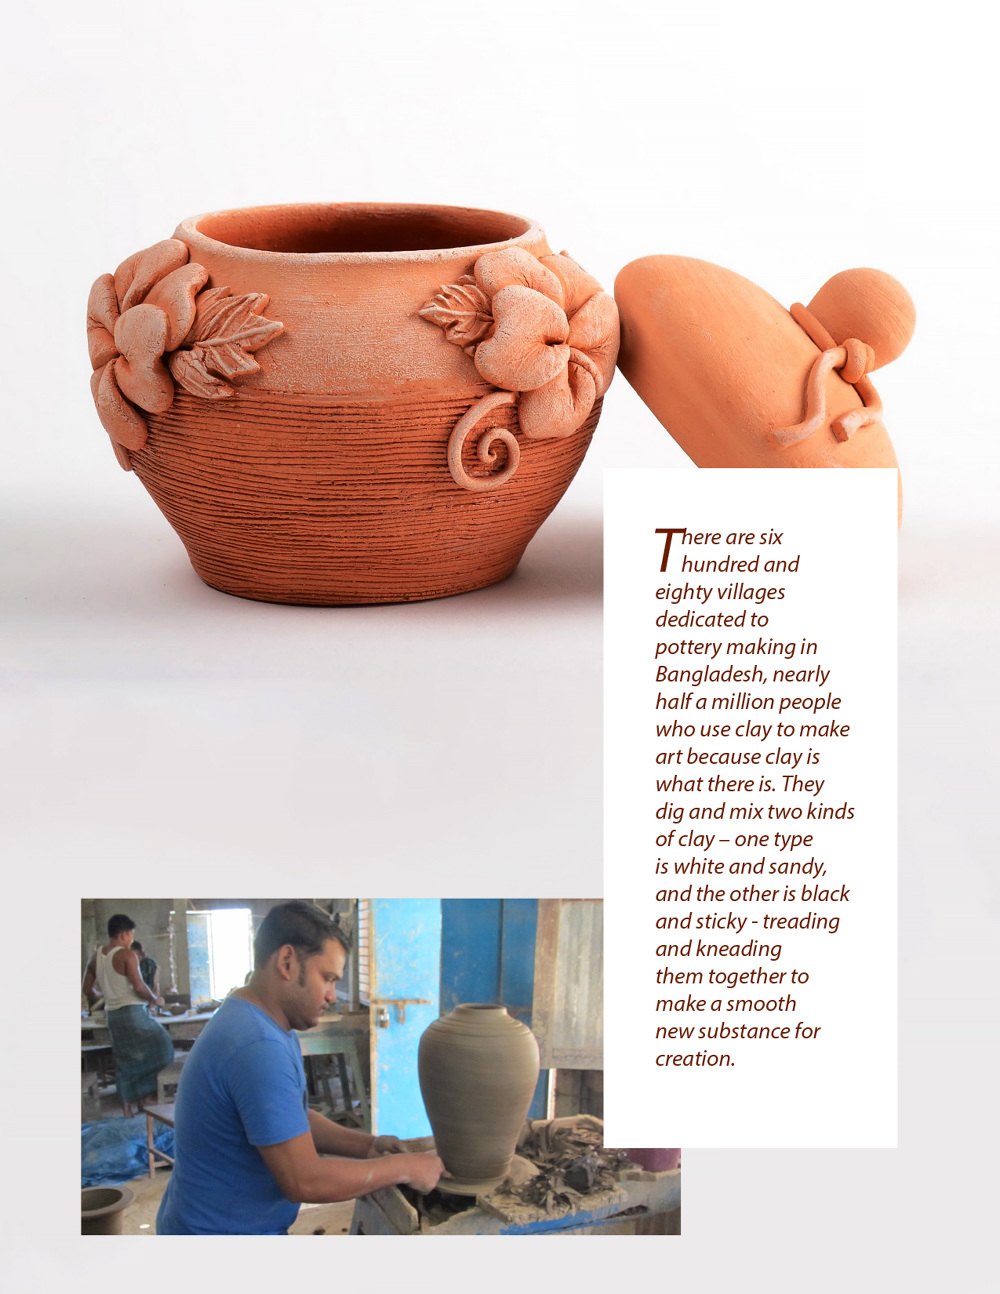 There are six
hundred and
eighty villages
dedicated to
pottery making in
Bangladesh, nearly
half a million people
who use clay to make
art because clay is
what there is. They
dig and mix two kinds
of clay – one type
is white and sandy,
and the other is black
and sticky - treading
and kneading
them together to
make a smooth
new substance for
creation.